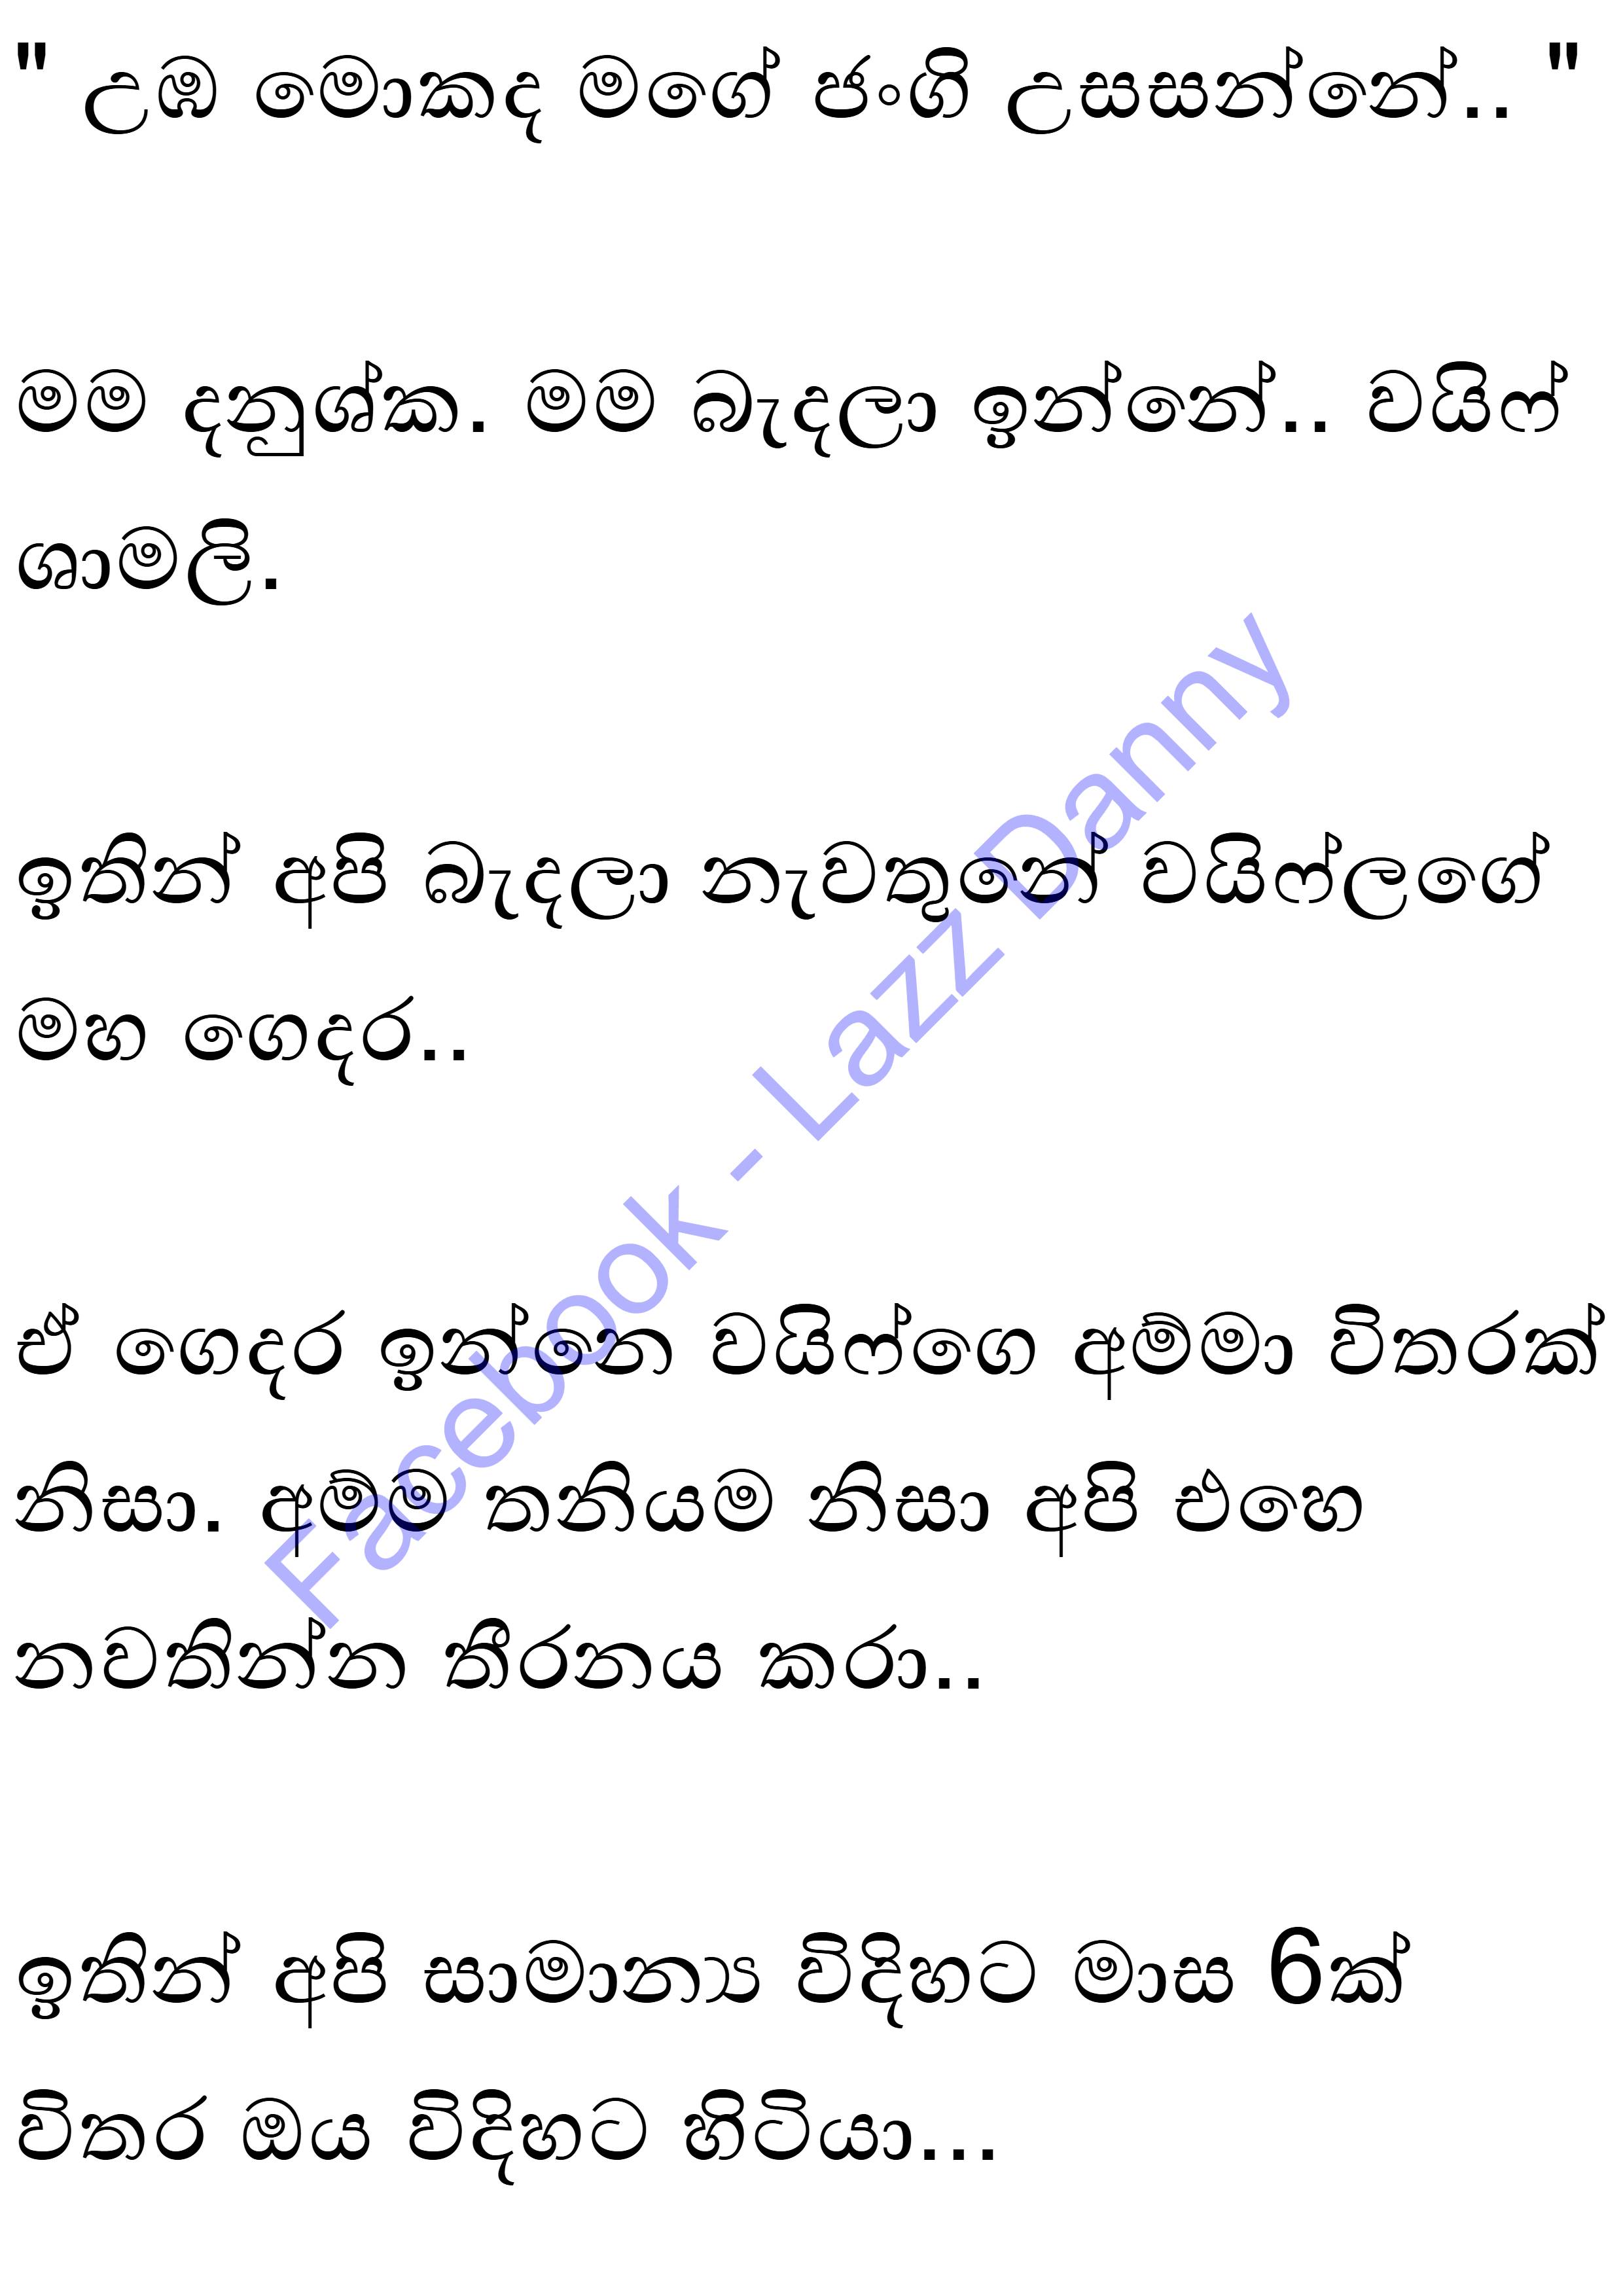 " උඹ මොකද මගේ ජංගි උසසන්නේ.. "
මම දනුශ්ක. මම බැදලා ඉන්නේ.. වයිෆ්
ශාමලි.
ඉතින් අපි බැදලා නැවතුනේ වයිෆ්ලගේ
මහ ගෙදර..
ඒ ගෙදර ඉන්නෙ වයිෆ්ගෙ අම්මා විතරක්
නිසා. අම්ම තනියම නිසා අපි එහෙ
නවතින්න තීරනය කරා..
ඉතින් අපි සාමාන්‍ය විදිහට මාස 6ක්
විතර ඔය විදිහට හිටියා...
Facebook - Lazz Danny